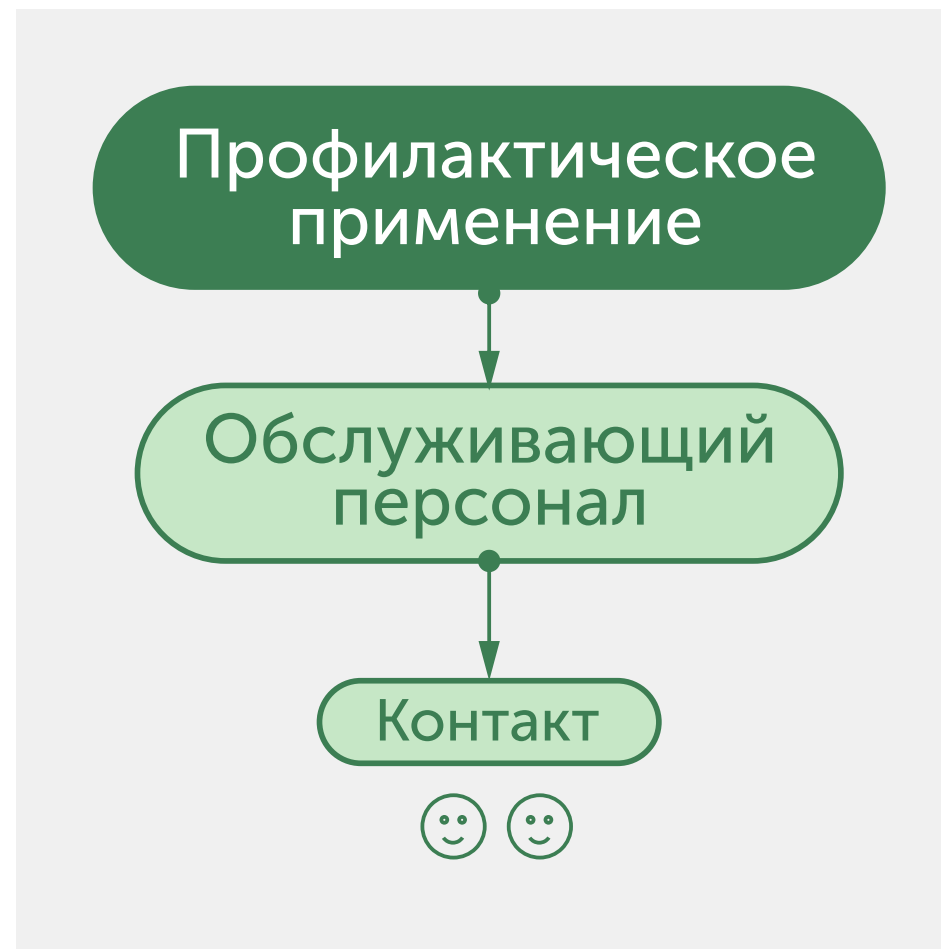 Профилактическое
применение
Обслуживающий
персонал
Контакт